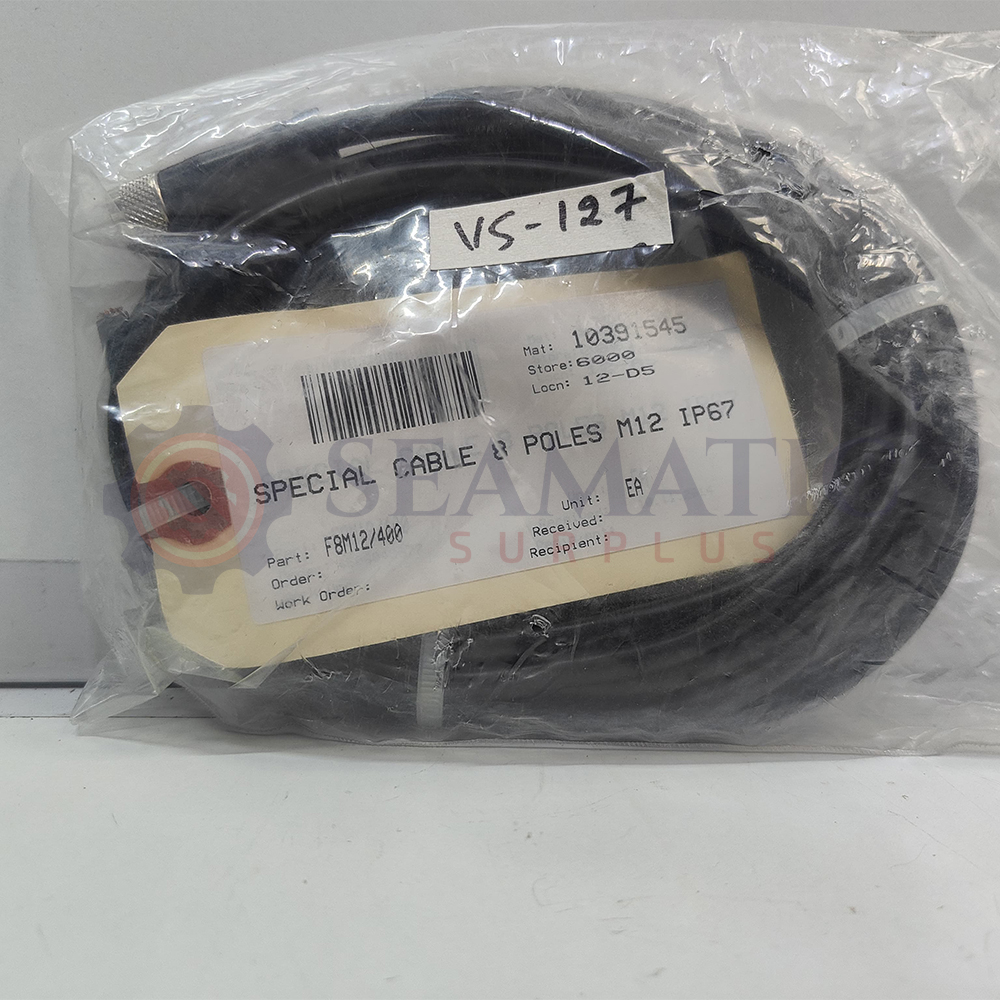 VS-127
Mat: 10391545
Store: 6000
Locn: 12-D5
SPECIAL CABLE 8 POLES M12 IP67
Part: F8M12/400
Unit: EA
Order:
Received:
Work Order:
Recipient:
SEAMATIC
SURPLUS